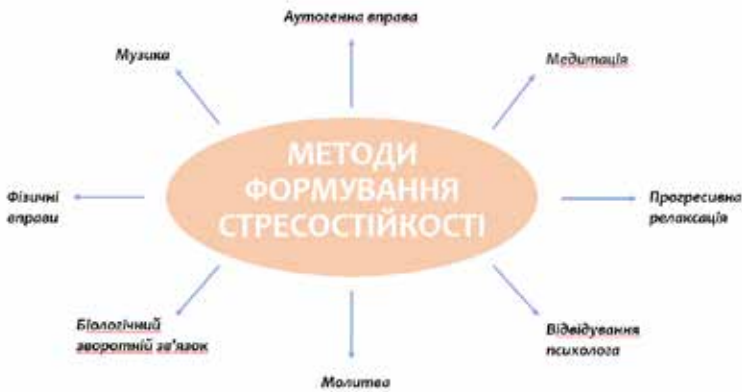 Аутогенна вправа
Музика
Медитація
МЕТОДИ
ФОРМУВАННЯ
СТРЕСОСТІЙКОСТІ
Фізичні
вправи
Прогресивна
релаксація
Біологічний
зворотній зв'язок
Відвідування
психолога
Молитва